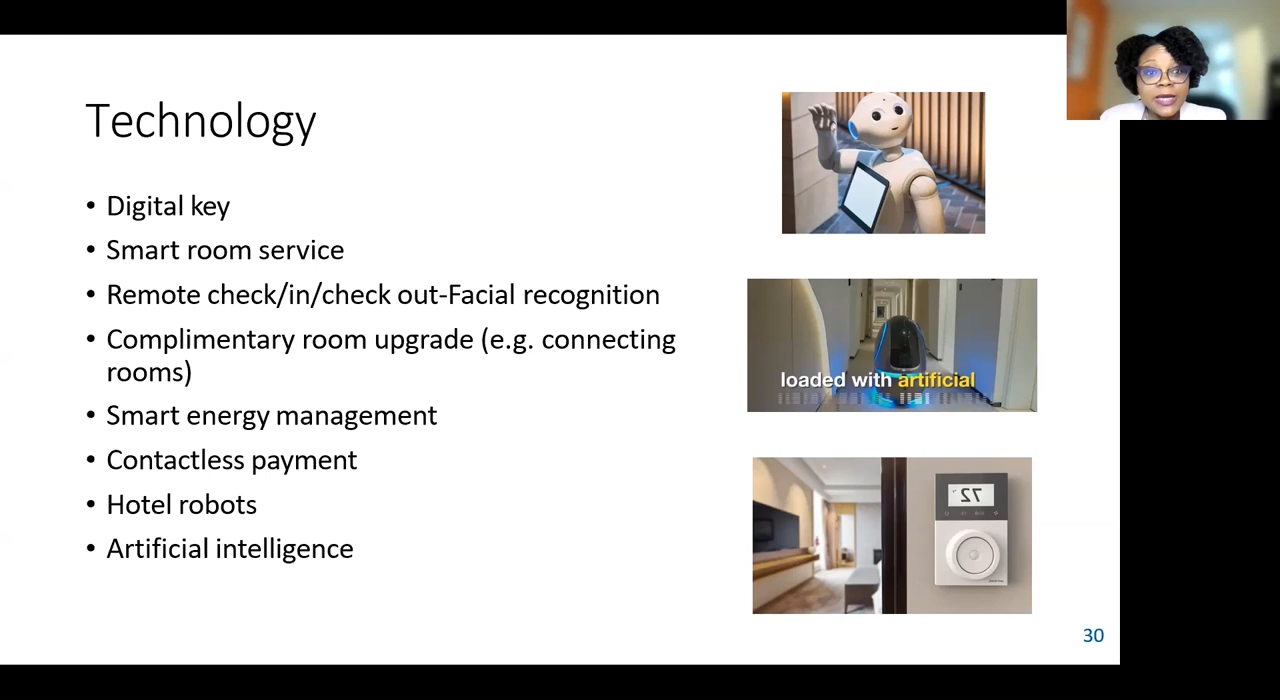 Technology
• Digital key
• Smart room service
• Remote check/in/check out-Facial recognition
• Complimentary room upgrade (e.g. connecting
rooms)
• Smart energy management
• Contactless payment
• Hotel robots
• Artificial intelligence
loaded with artificial
72
30